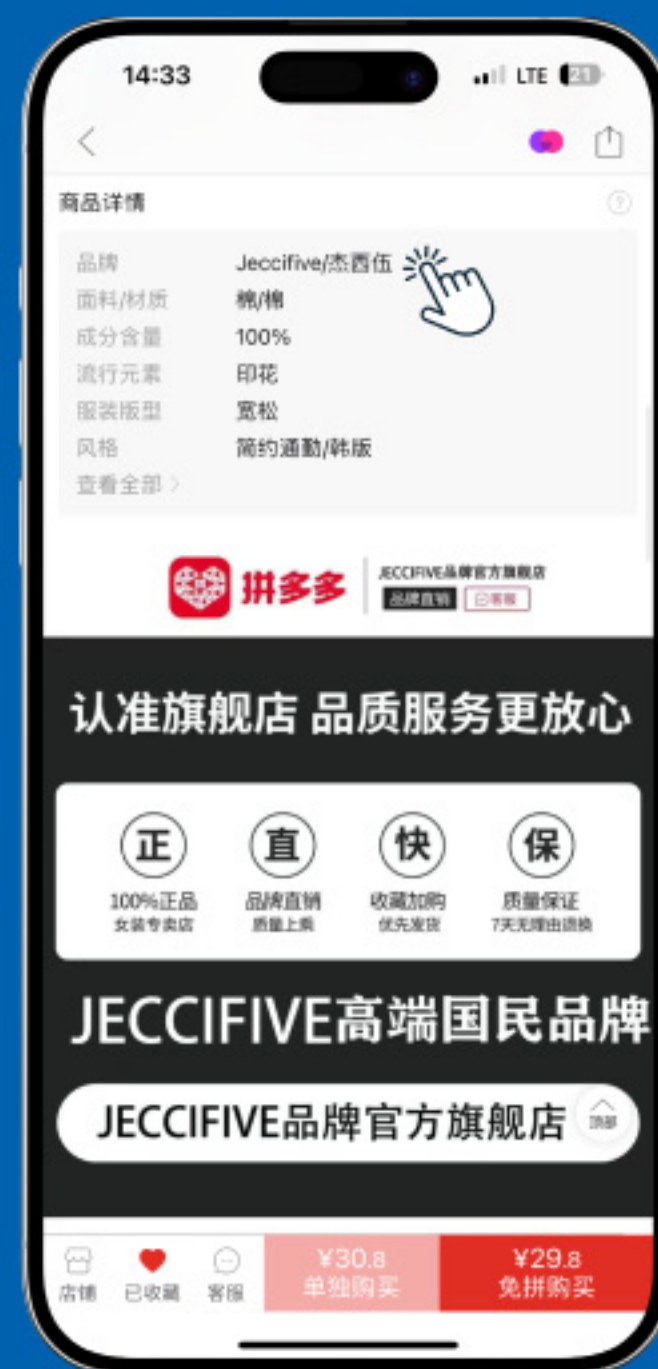 14:33 LTE 21
商品详情
品牌 Jeccifive/杰西伍
面料/材质 棉/棉
成分含量 100%
流行元素 印花
服装版型 宽松
风格 简约通勤/韩版
查看全部 >
拼多多 JECCIFIVE品牌官方旗舰店
品牌直销 客服
认准旗舰店 品质服务更放心
正 直 快 保
100%正品 品牌直销 收藏加购 质量保证
女装专卖店 质量上乘 优先发货 7天无理由退换
JECCIFIVE高端国民品牌
JECCIFIVE品牌官方旗舰店 顶部
¥30.8 ¥29.8
店铺 已收藏 客服 单独购买 免拼购买